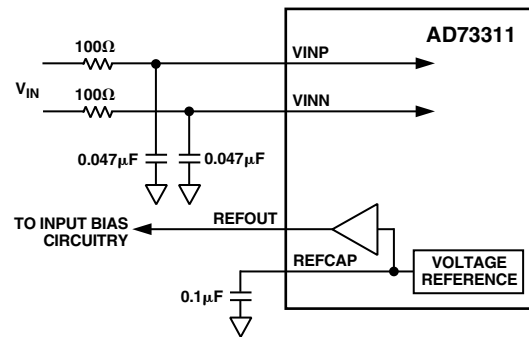 AD73311
100Ω
VINP
VIN
100Ω
VINN
0.047μF
0.047μF
TO INPUT BIAS
CIRCUITRY
REFOUT
REFCAP
VOLTAGE
REFERENCE
0.1μF